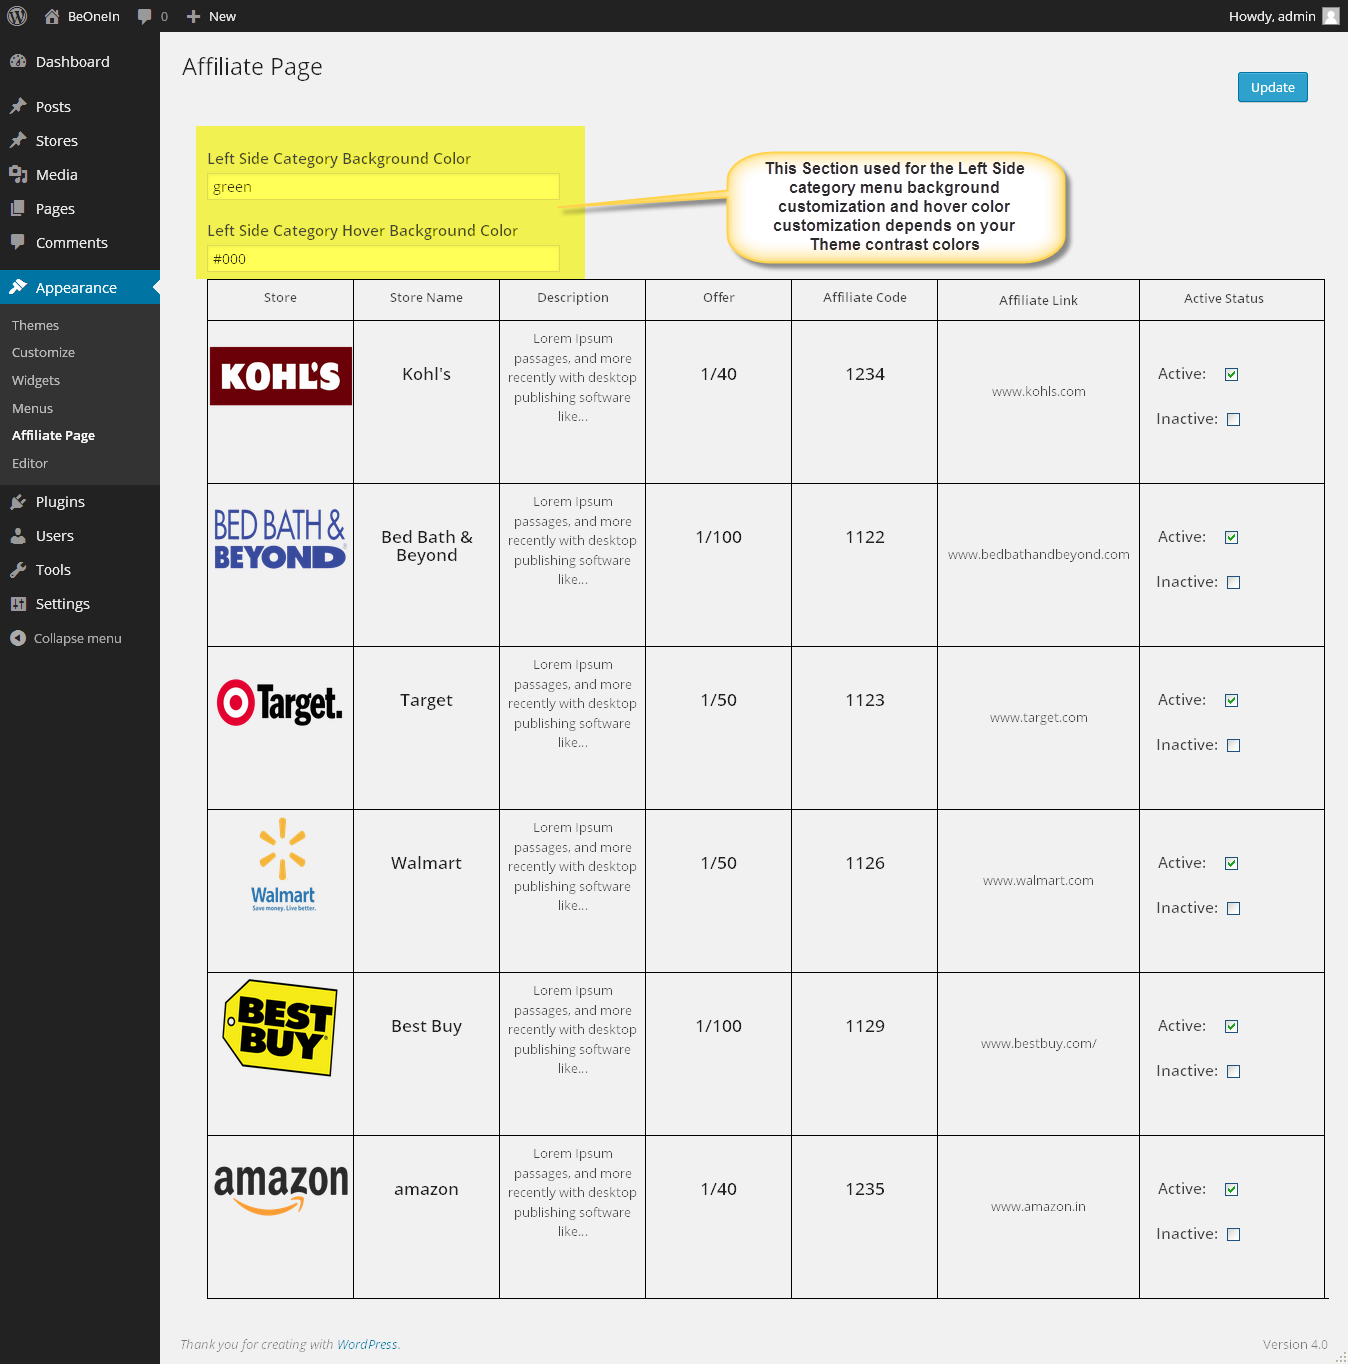 BeOneIn
0
New
Howdy, admin
Dashboard
Posts
Stores
Media
Pages
Comments
Appearance
Themes
Customize
Widgets
Menus
Affiliate Page
Editor
Plugins
Users
Tools
Settings
Collapse menu
Affiliate Page
Update
Left Side Category Background Color
green
Left Side Category Hover Background Color
#000
This Section used for the Left Side
category menu background
customization and hover color
customization depends on your
Theme contrast colors
Store
Store Name
Description
Offer
Affiliate Code
Affiliate Link
Active Status
KOHL'S
Kohl's
Lorem Ipsum
passages, and more
recently with desktop
publishing software
like...
1/40
1234
www.kohls.com
Active:
Inactive:
BED BATH &
BEYOND
Bed Bath &
Beyond
Lorem Ipsum
passages, and more
recently with desktop
publishing software
like...
1/100
1122
www.bedbathandbeyond.com
Active:
Inactive:
Target.
Target
Lorem Ipsum
passages, and more
recently with desktop
publishing software
like...
1/50
1123
www.target.com
Active:
Inactive:
Walmart
Save money. Live better.
Walmart
Lorem Ipsum
passages, and more
recently with desktop
publishing software
like...
1/50
1126
www.walmart.com
Active:
Inactive:
BEST
BUY
Best Buy
Lorem Ipsum
passages, and more
recently with desktop
publishing software
like...
1/100
1129
www.bestbuy.com/
Active:
Inactive:
amazon
amazon
Lorem Ipsum
passages, and more
recently with desktop
publishing software
like...
1/40
1235
www.amazon.in
Active:
Inactive:
Thank you for creating with WordPress.
Version 4.0